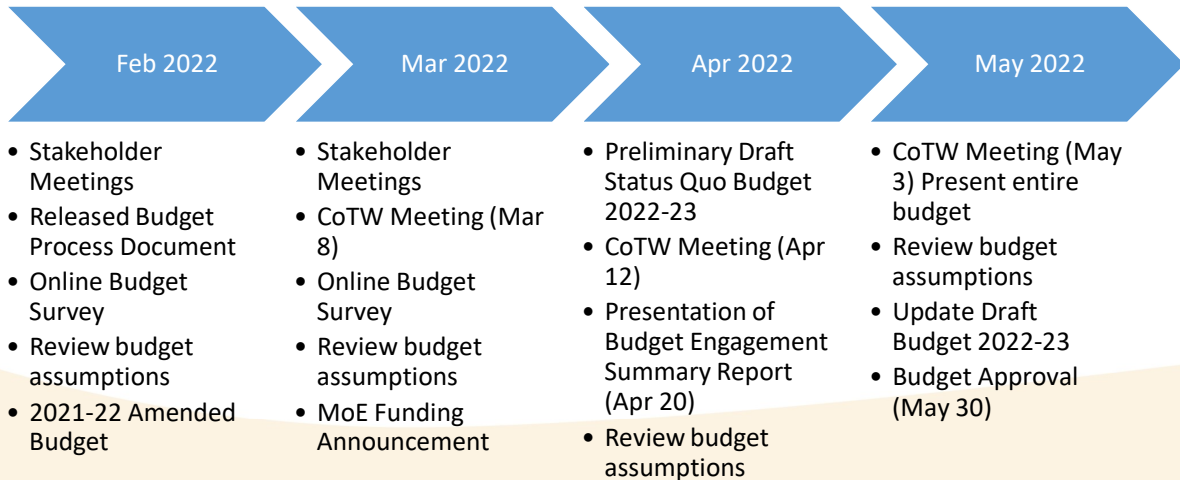 Feb 2022
• Stakeholder
Meetings
• Released Budget
Process Document
• Online Budget
Survey
• Review budget
assumptions
• 2021-22 Amended
Budget
Mar 2022
• Stakeholder
Meetings
• CoTW Meeting (Mar
8)
• Online Budget
Survey
• Review budget
assumptions
• MoE Funding
Announcement
Apr 2022
• Preliminary Draft
Status Quo Budget
2022-23
• CoTW Meeting (Apr
12)
• Presentation of
Budget Engagement
Summary Report
(Apr 20)
• Review budget
assumptions
May 2022
• CoTW Meeting (May
3) Present entire
budget
• Review budget
assumptions
• Update Draft
Budget 2022-23
• Budget Approval
(May 30)